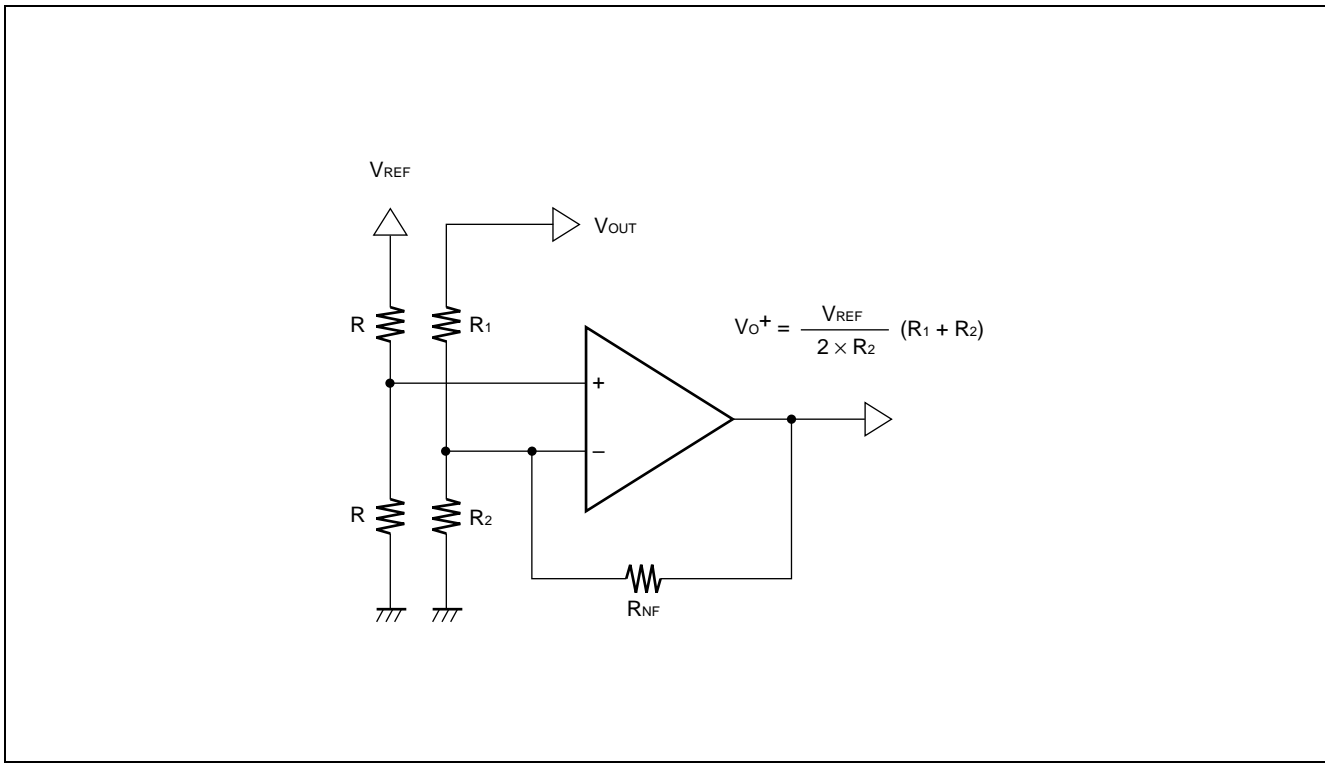 VREF
VOUT
R
R1
VO+ = VREF / 2 × R2 (R1 + R2)
+
−
R
R2
RNF